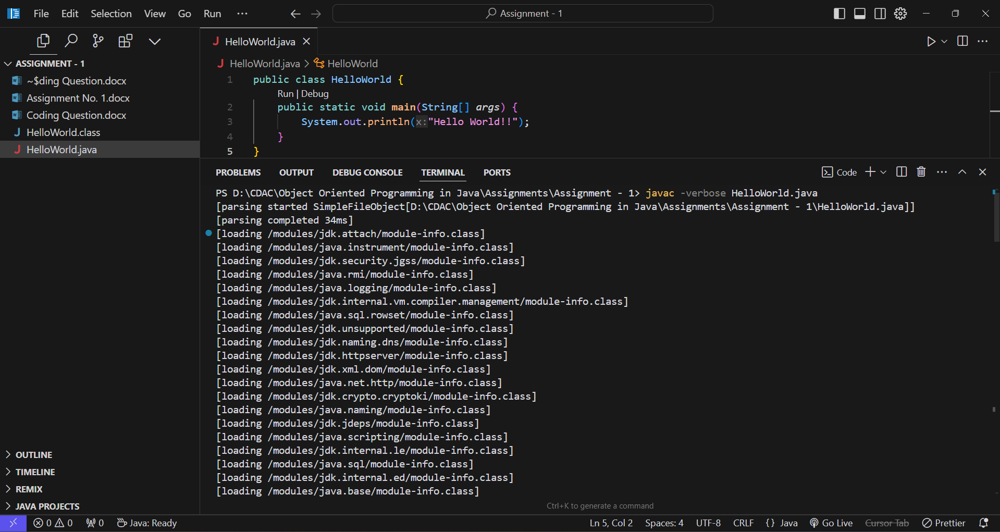 File Edit Selection View Go Run ···
Assignment - 1
ASSIGNMENT - 1
~$ding Question.docx
Assignment No. 1.docx
Coding Question.docx
HelloWorld.class
HelloWorld.java
OUTLINE
TIMELINE
REMIX
JAVA PROJECTS
HelloWorld.java
HelloWorld.java > HelloWorld
1 public class HelloWorld {
Run | Debug
2 public static void main(String[] args) {
3 System.out.println(x:"Hello World!!");
4 }
5 }
PROBLEMS OUTPUT DEBUG CONSOLE TERMINAL PORTS
Code
PS D:\CDAC\Object Oriented Programming in Java\Assignments\Assignment - 1> javac -verbose HelloWorld.java
[parsing started SimpleFileObject[D:\CDAC\Object Oriented Programming in Java\Assignments\Assignment - 1\HelloWorld.java]]
[parsing completed 34ms]
[loading /modules/jdk.attach/module-info.class]
[loading /modules/java.instrument/module-info.class]
[loading /modules/jdk.security.jgss/module-info.class]
[loading /modules/java.rmi/module-info.class]
[loading /modules/java.logging/module-info.class]
[loading /modules/jdk.internal.vm.compiler.management/module-info.class]
[loading /modules/java.sql.rowset/module-info.class]
[loading /modules/jdk.unsupported/module-info.class]
[loading /modules/jdk.naming.dns/module-info.class]
[loading /modules/jdk.httpserver/module-info.class]
[loading /modules/jdk.xml.dom/module-info.class]
[loading /modules/java.net.http/module-info.class]
[loading /modules/jdk.crypto.cryptoki/module-info.class]
[loading /modules/java.naming/module-info.class]
[loading /modules/jdk.jdeps/module-info.class]
[loading /modules/java.scripting/module-info.class]
[loading /modules/jdk.internal.le/module-info.class]
[loading /modules/java.sql/module-info.class]
[loading /modules/jdk.internal.ed/module-info.class]
[loading /modules/java.base/module-info.class]
Ctrl+K to generate a command
0 0 0 Java: Ready Ln 5, Col 2 Spaces: 4 UTF-8 CRLF {} Java Go Live Cursor Tab Prettier